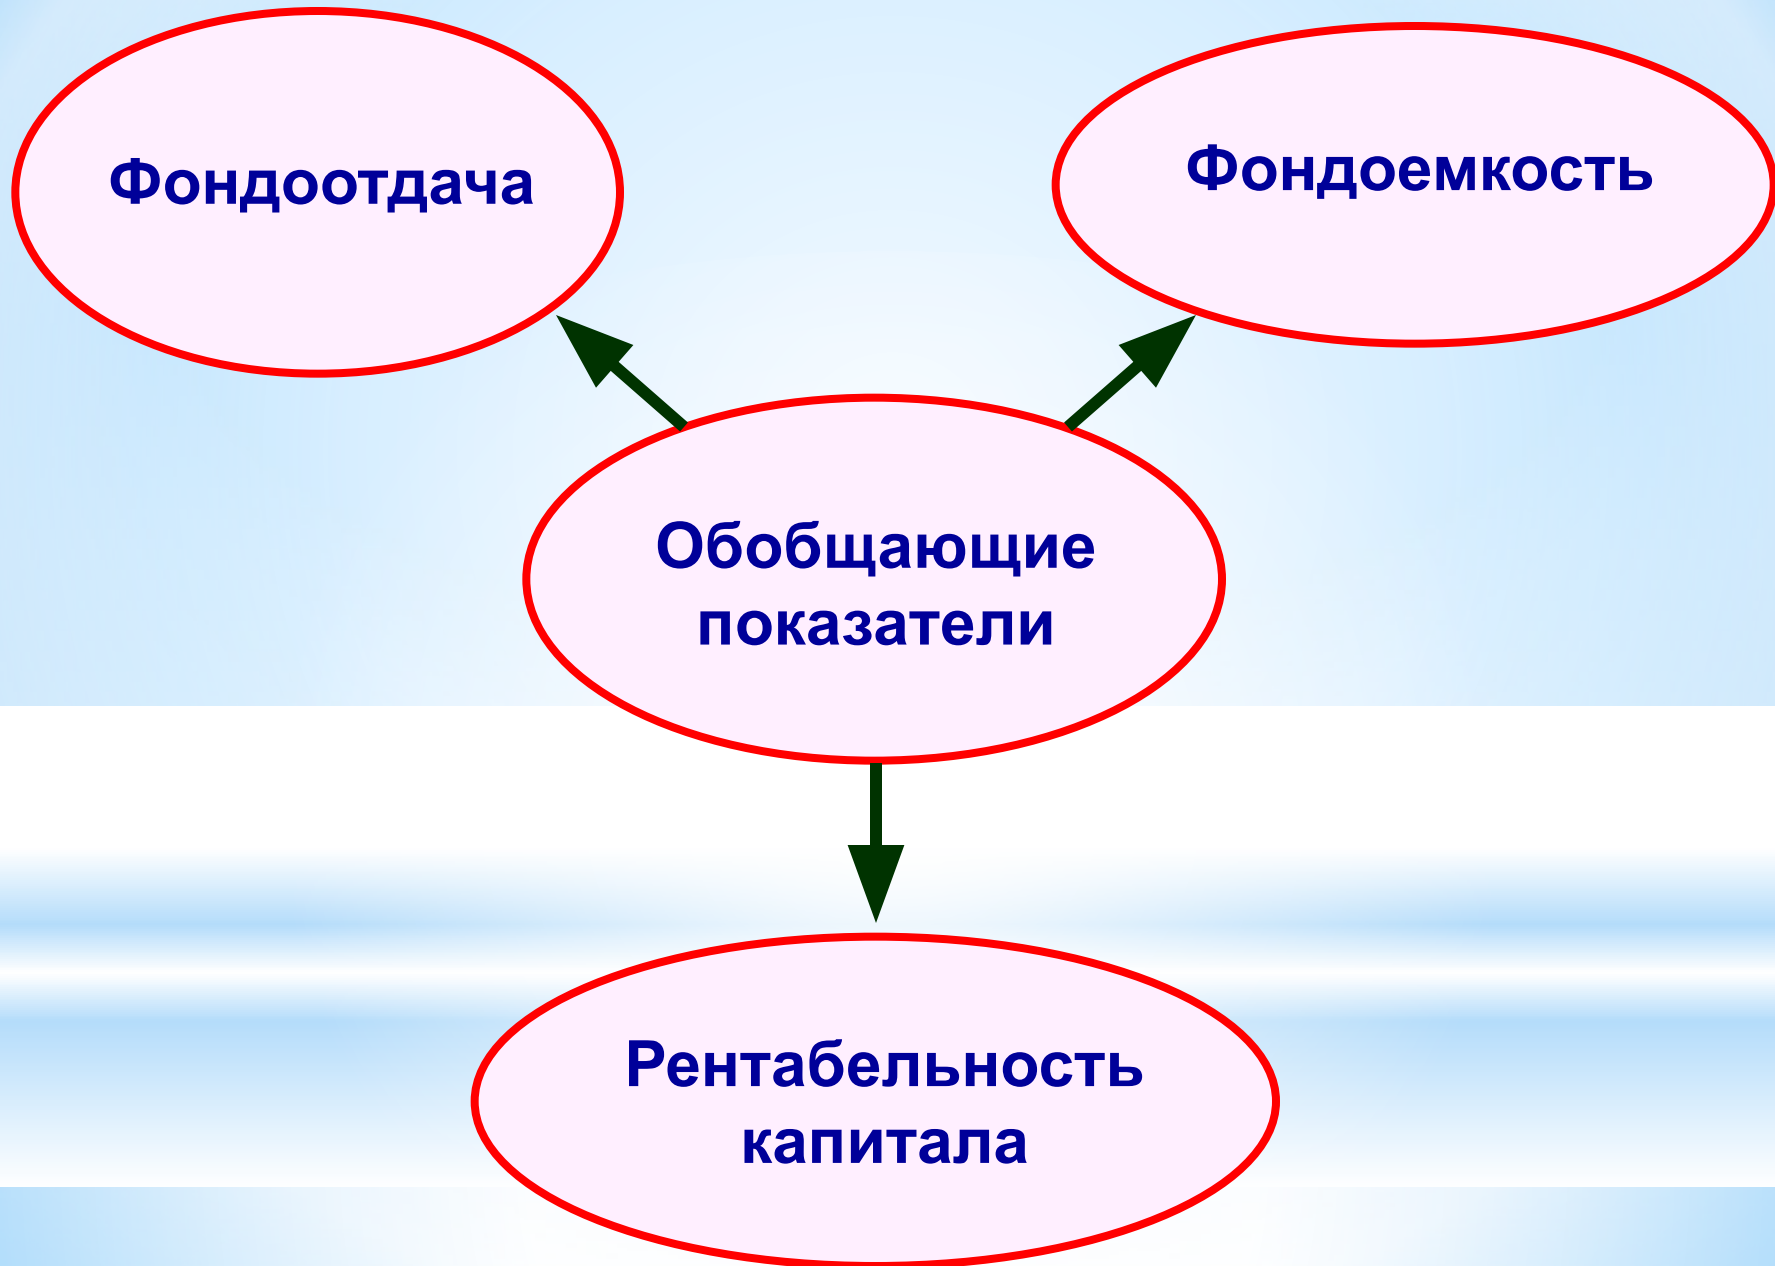 Фондоотдача
Фондоемкость
Обобщающие
показатели
Рентабельность
капитала